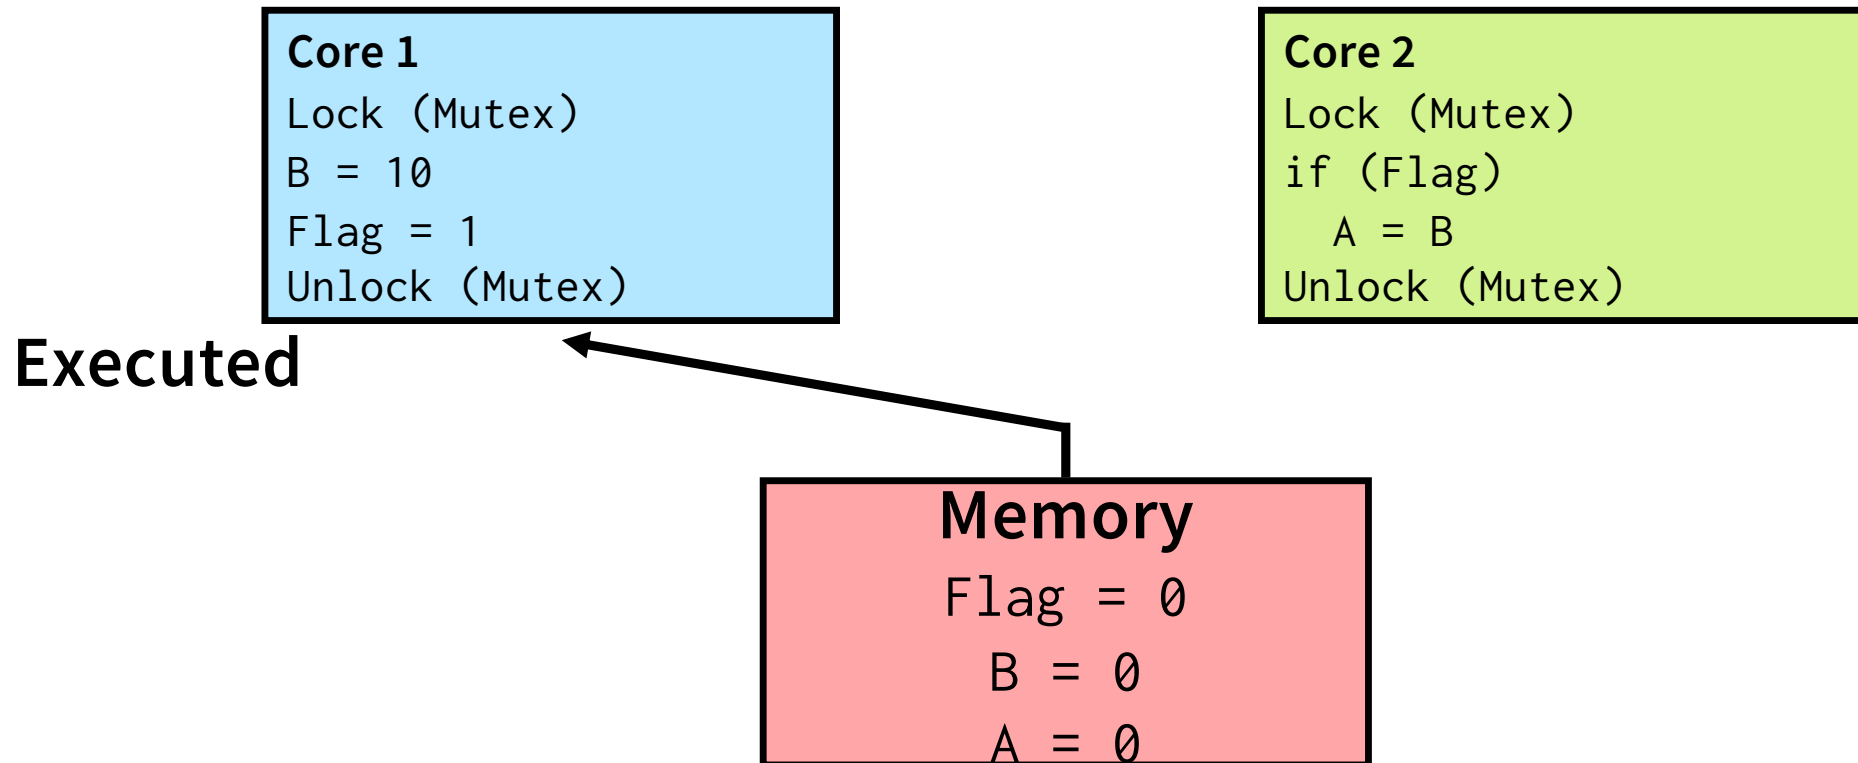 Core 1
Lock (Mutex)
B = 10
Flag = 1
Unlock (Mutex)
Core 2
Lock (Mutex)
if (Flag)
  A = B
Unlock (Mutex)
Executed
Memory
Flag = 0
B = 0
A = 0